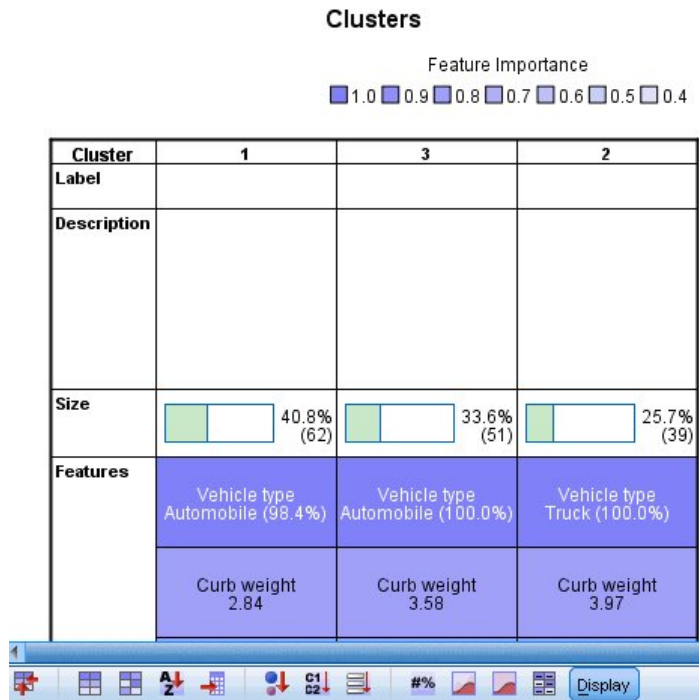 Clusters
Feature Importance
1.0 0.9 0.8 0.7 0.6 0.5 0.4
Cluster 1 3 2
Label
Description
Size 40.8% (62) 33.6% (51) 25.7% (39)
Features
Vehicle type Automobile (98.4%)
Vehicle type Automobile (100.0%)
Vehicle type Truck (100.0%)
Curb weight 2.84
Curb weight 3.58
Curb weight 3.97
A Z C1 C2 #% Display